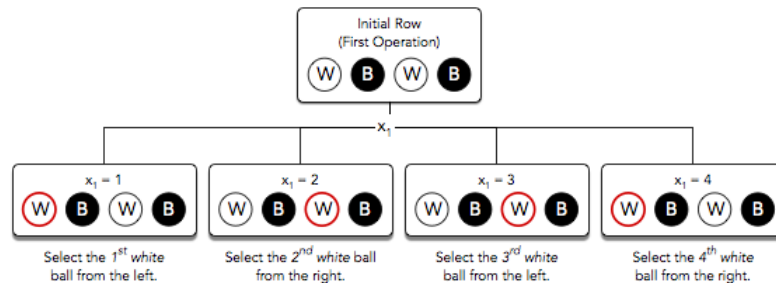 Initial Row
(First Operation)
W B W B
x₁
x₁ = 1
W B W B
Select the 1st white
ball from the left.
x₁ = 2
W B W B
Select the 2nd white ball
from the right.
x₁ = 3
W B W B
Select the 3rd white
ball from the left.
x₁ = 4
W B W B
Select the 4th white
ball from the right.